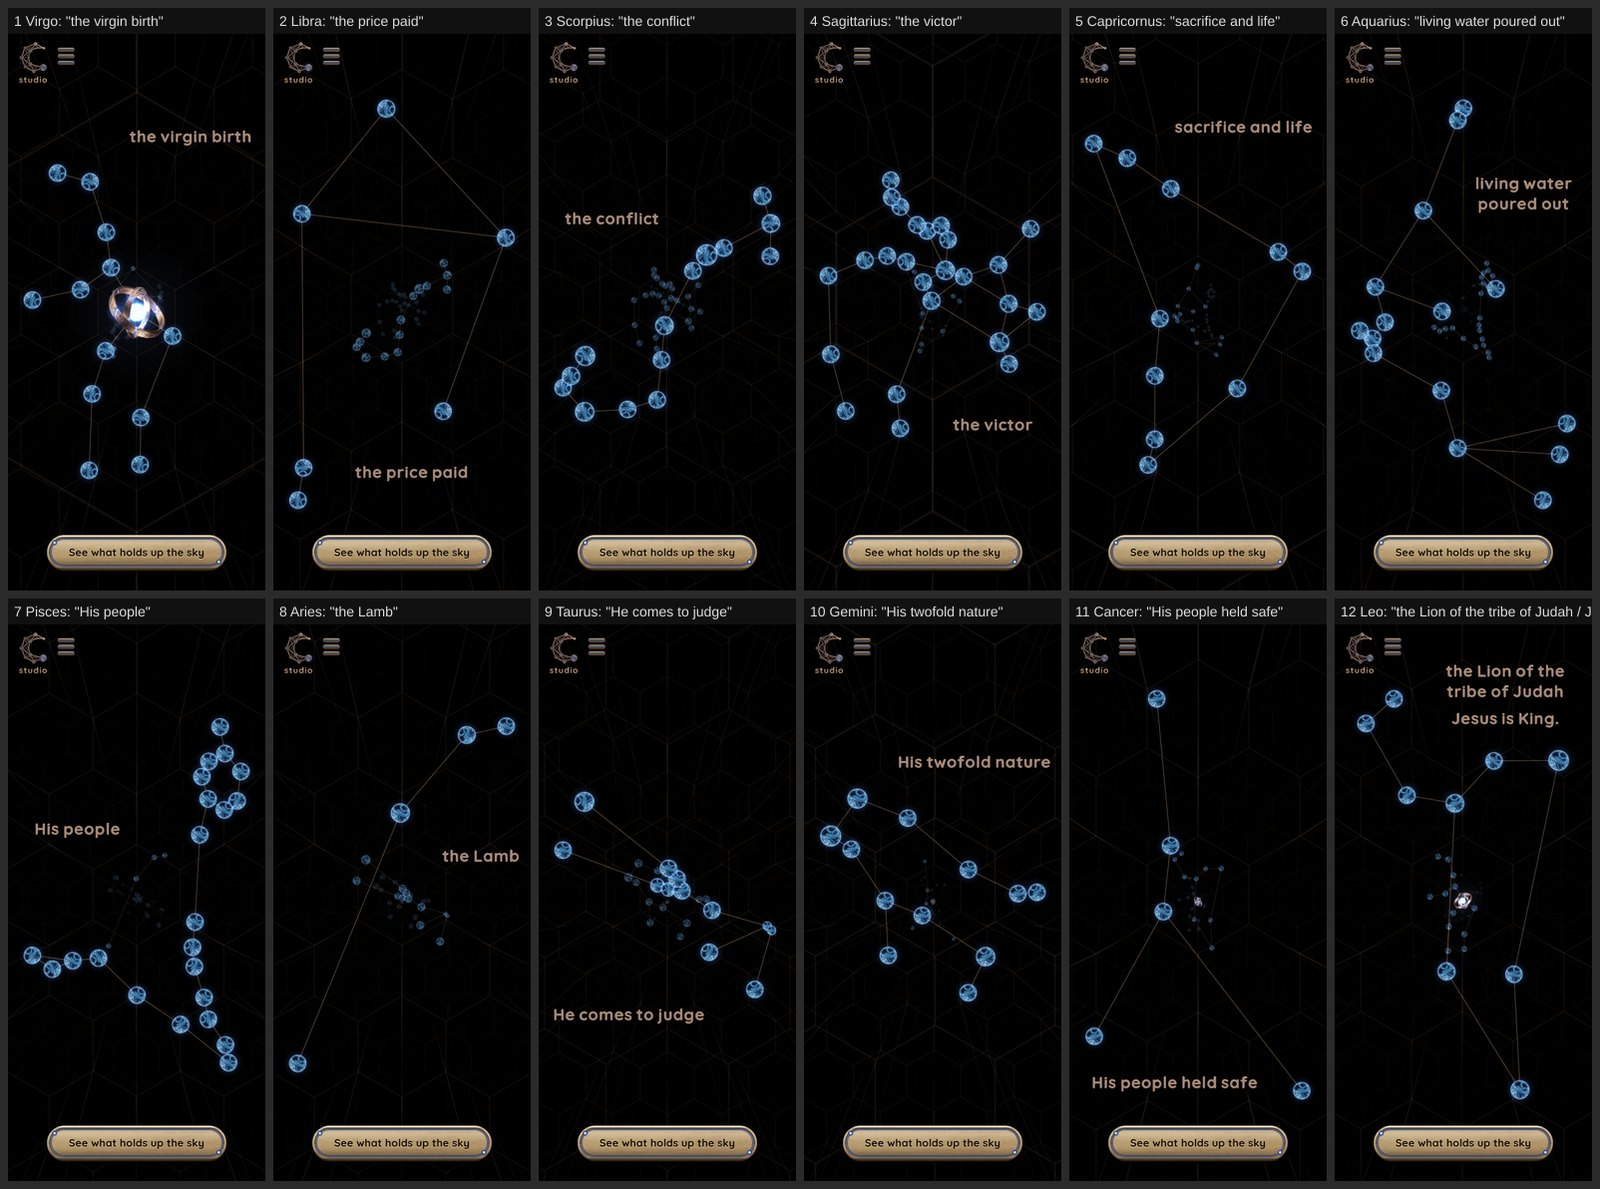 1 Virgo: "the virgin birth"
studio
the virgin birth
See what holds up the sky
2 Libra: "the price paid"
studio
the price paid
See what holds up the sky
3 Scorpius: "the conflict"
studio
the conflict
See what holds up the sky
4 Sagittarius: "the victor"
studio
the victor
See what holds up the sky
5 Capricornus: "sacrifice and life"
studio
sacrifice and life
See what holds up the sky
6 Aquarius: "living water poured out"
studio
living water
poured out
See what holds up the sky
7 Pisces: "His people"
studio
His people
See what holds up the sky
8 Aries: "the Lamb"
studio
the Lamb
See what holds up the sky
9 Taurus: "He comes to judge"
studio
He comes to judge
See what holds up the sky
10 Gemini: "His twofold nature"
studio
His twofold nature
See what holds up the sky
11 Cancer: "His people held safe"
studio
His people held safe
See what holds up the sky
12 Leo: "the Lion of the tribe of Judah / J
studio
the Lion of the
tribe of Judah
Jesus is King.
See what holds up the sky